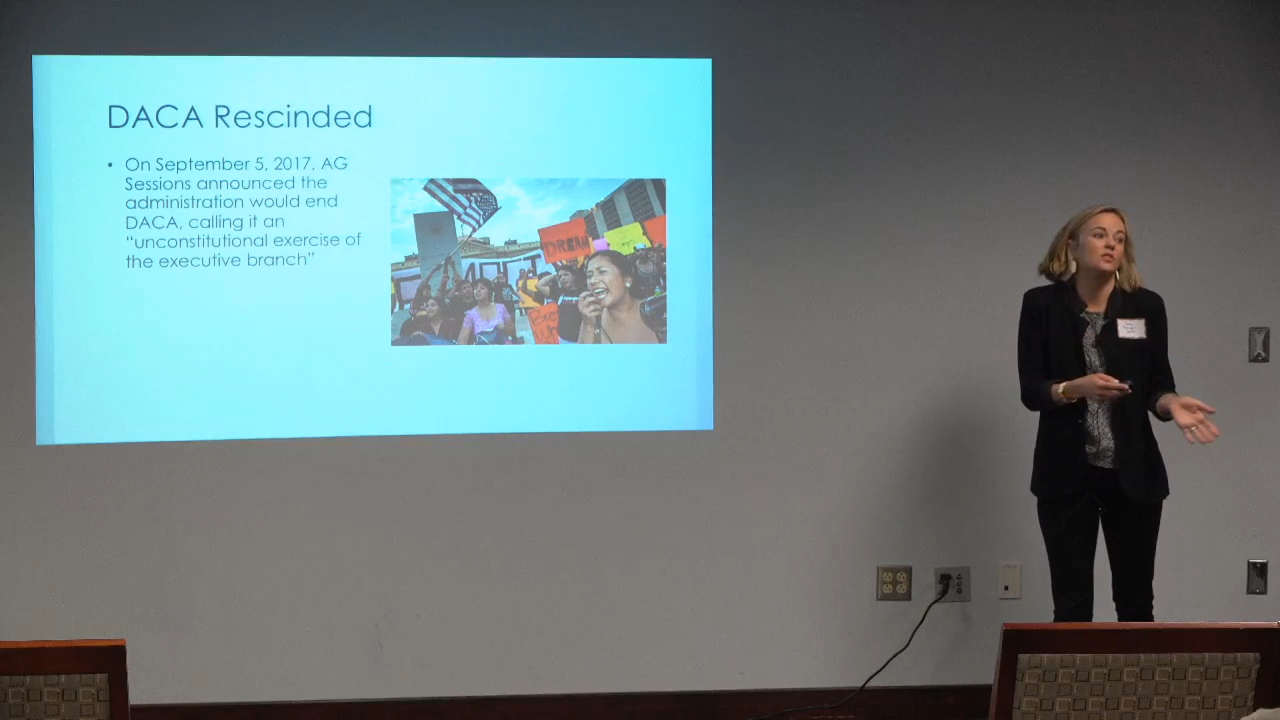 DACA Rescinded
• On September 5, 2017, AG
Sessions announced the
administration would end
DACA, calling it an
“unconstitutional exercise of
the executive branch”
DREAM